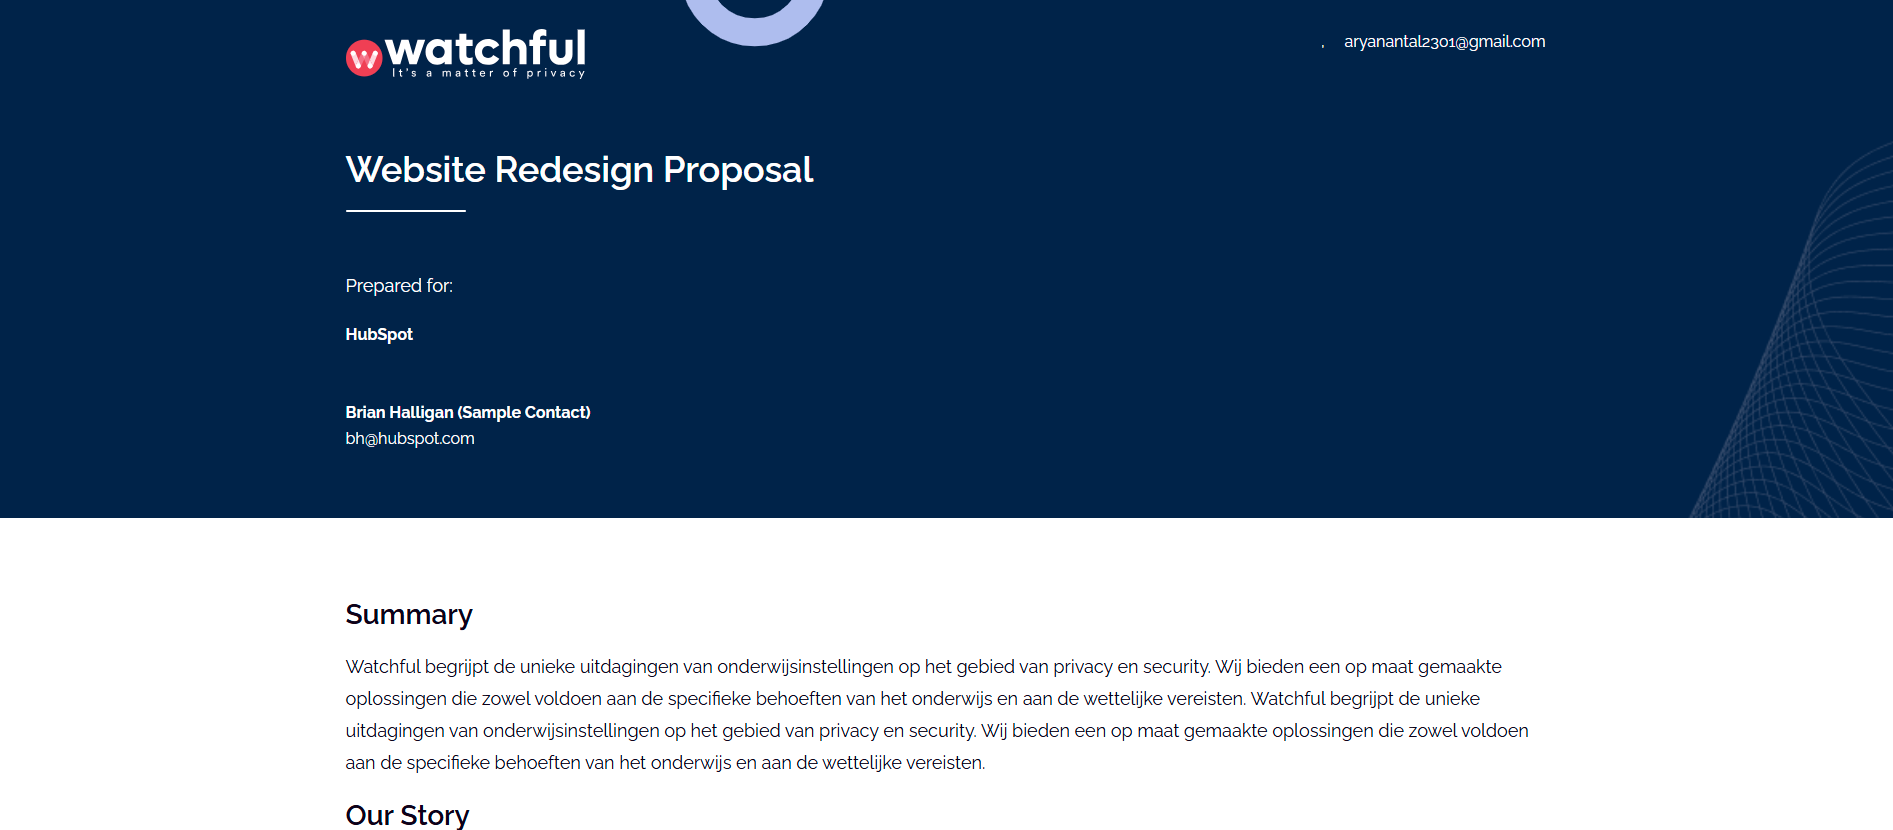 watchful
It's a matter of privacy
, aryanantal2301@gmail.com
Website Redesign Proposal
Prepared for:
HubSpot
Brian Halligan (Sample Contact)
bh@hubspot.com
Summary
Watchful begrijpt de unieke uitdagingen van onderwijsinstellingen op het gebied van privacy en security. Wij bieden een op maat gemaakte
oplossingen die zowel voldoen aan de specifieke behoeften van het onderwijs en aan de wettelijke vereisten. Watchful begrijpt de unieke
uitdagingen van onderwijsinstellingen op het gebied van privacy en security. Wij bieden een op maat gemaakte oplossingen die zowel voldoen
aan de specifieke behoeften van het onderwijs en aan de wettelijke vereisten.
Our Story